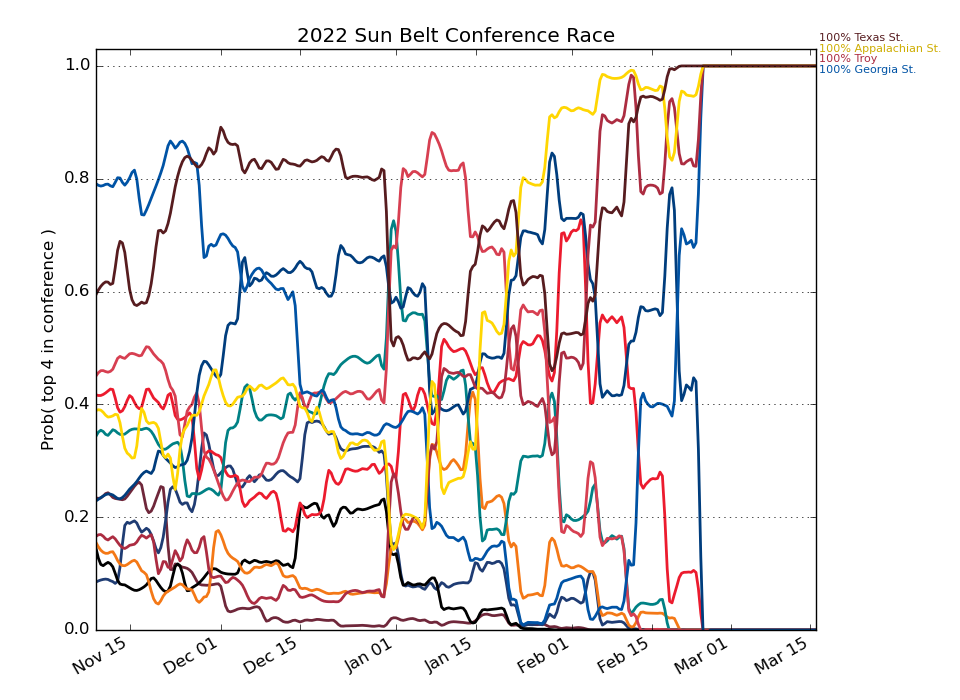 2022 Sun Belt Conference Race
100% Texas St.
100% Appalachian St.
100% Troy
100% Georgia St.
Prob( top 4 in conference )
1.0
0.8
0.6
0.4
0.2
0.0
Nov 15
Dec 01
Dec 15
Jan 01
Jan 15
Feb 01
Feb 15
Mar 01
Mar 15